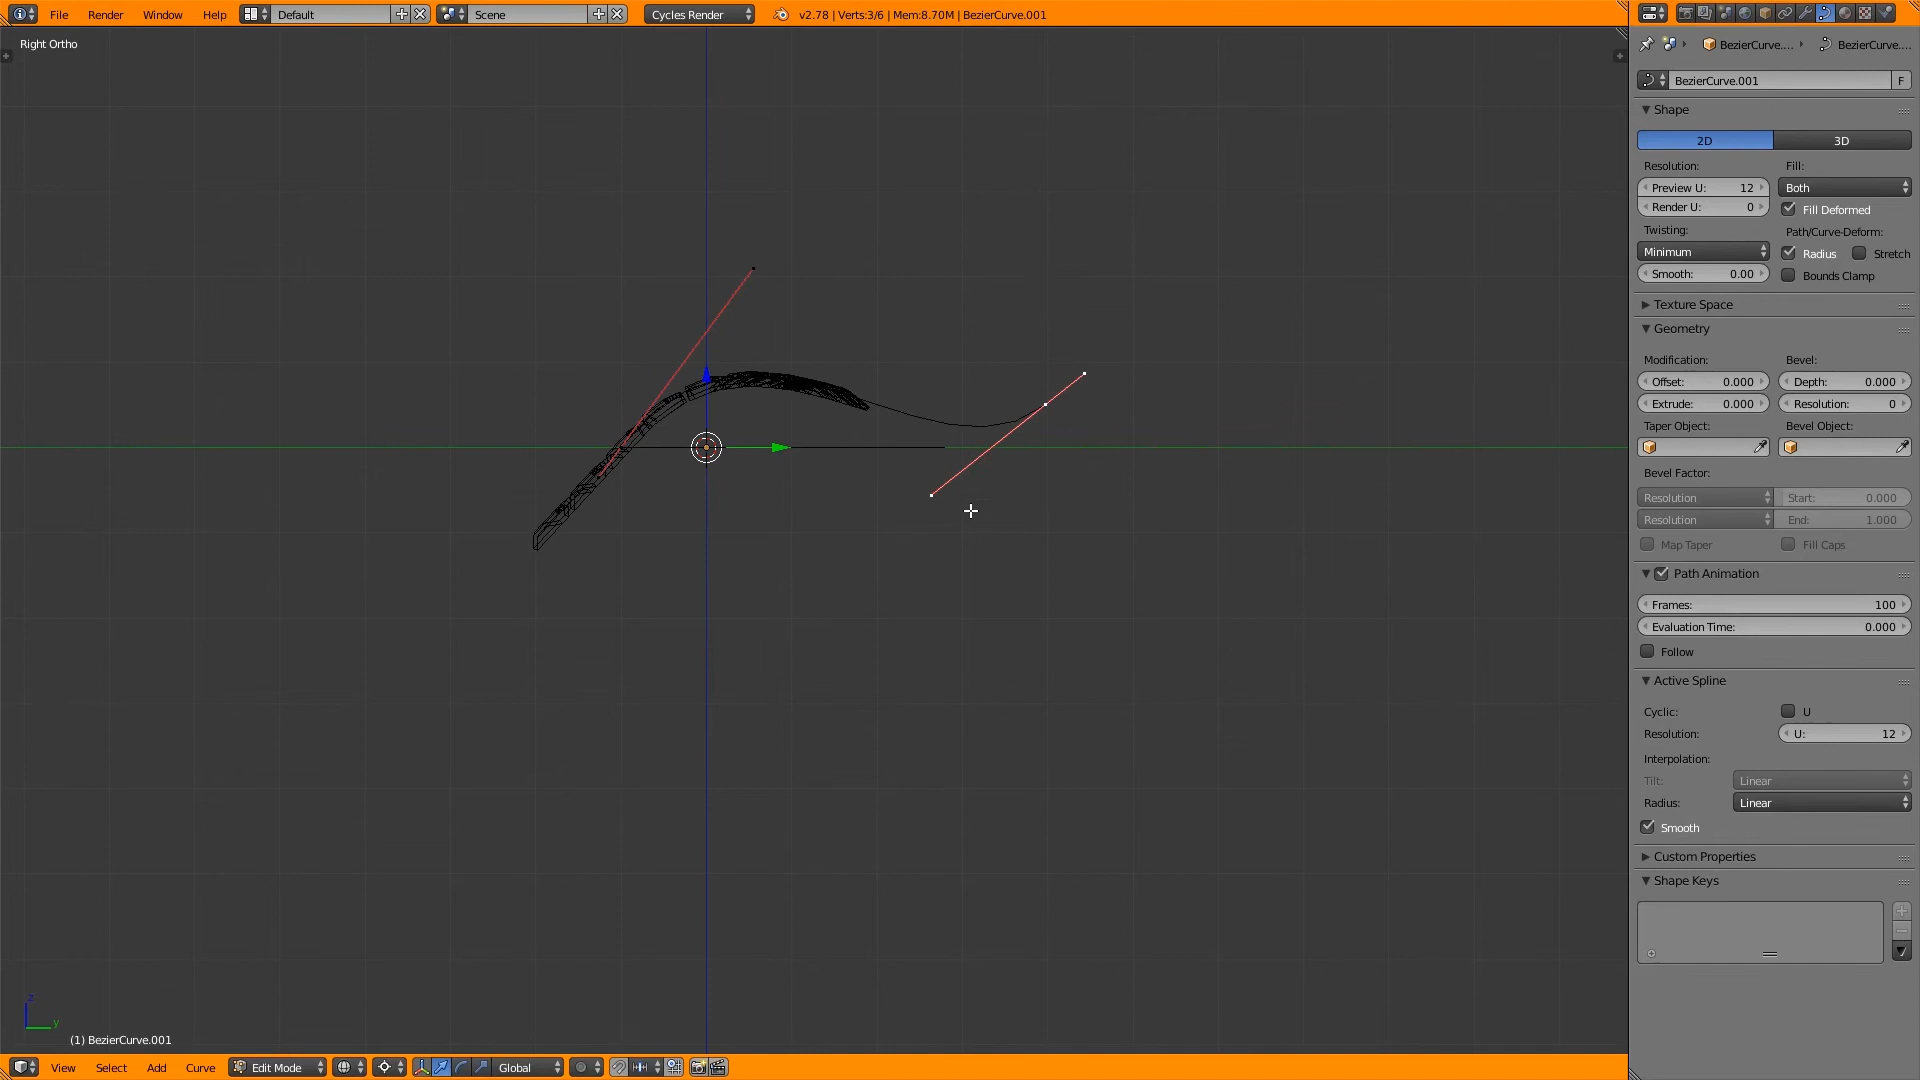 File Render Window Help Default Scene Cycles Render v2.78 | Verts:3/6 | Mem:8.70M | BezierCurve.001
Right Ortho
BezierCurve.... BezierCurve....
BezierCurve.001 F
Shape
2D 3D
Resolution: Fill:
Preview U: 12 Both
Render U: 0 Fill Deformed
Twisting: Path/Curve-Deform:
Minimum Radius Stretch
Smooth: 0.00 Bounds Clamp
Texture Space
Geometry
Modification: Bevel:
Offset: 0.000 Depth: 0.000
Extrude: 0.000 Resolution: 0
Taper Object: Bevel Object:
Bevel Factor:
Resolution Start: 0.000
Resolution End: 1.000
Map Taper Fill Caps
Path Animation
Frames: 100
Evaluation Time: 0.000
Follow
Active Spline
Cyclic: U
Resolution: U: 12
Interpolation:
Tilt: Linear
Radius: Linear
Smooth
Custom Properties
Shape Keys
z
y
(1) BezierCurve.001
View Select Add Curve Edit Mode Global